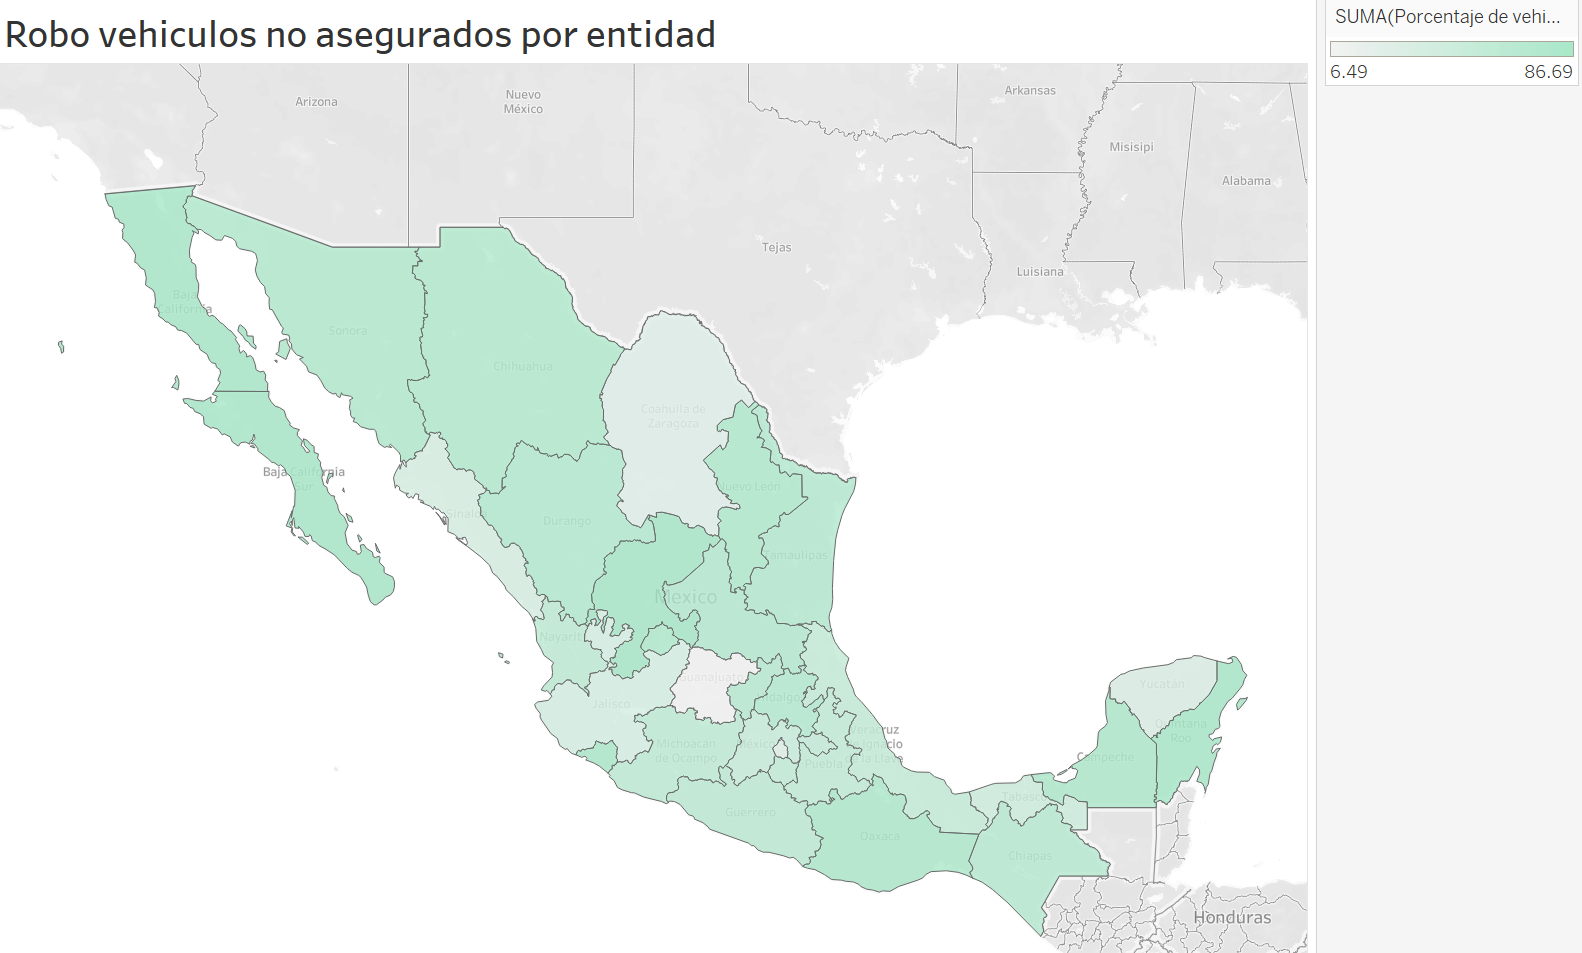 Robo vehiculos no asegurados por entidad
SUMA(Porcentaje de vehi...
6.49
86.69
Arizona
Nuevo
México
Arkansas
Misisipi
Alabama
Tejas
Luisiana
Baja
California
Sonora
Chihuahua
Coahuila de
Zaragoza
Baja California
Sur
Nuevo León
Sinaloa
Durango
Tamaulipas
Mexico
Nayarit
Guanajuato
Yucatán
Jalisco
Hidalgo
Quintana
Roo
Veracruz
de Ignacio
de la Llave
Michoacán
de Ocampo
México
Puebla
Campeche
Tabasco
Guerrero
Oaxaca
Chiapas
Honduras